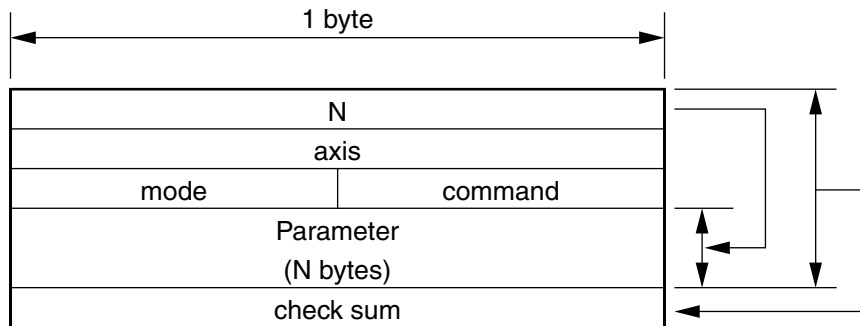 1 byte
N
axis
mode command
Parameter
(N bytes)
check sum